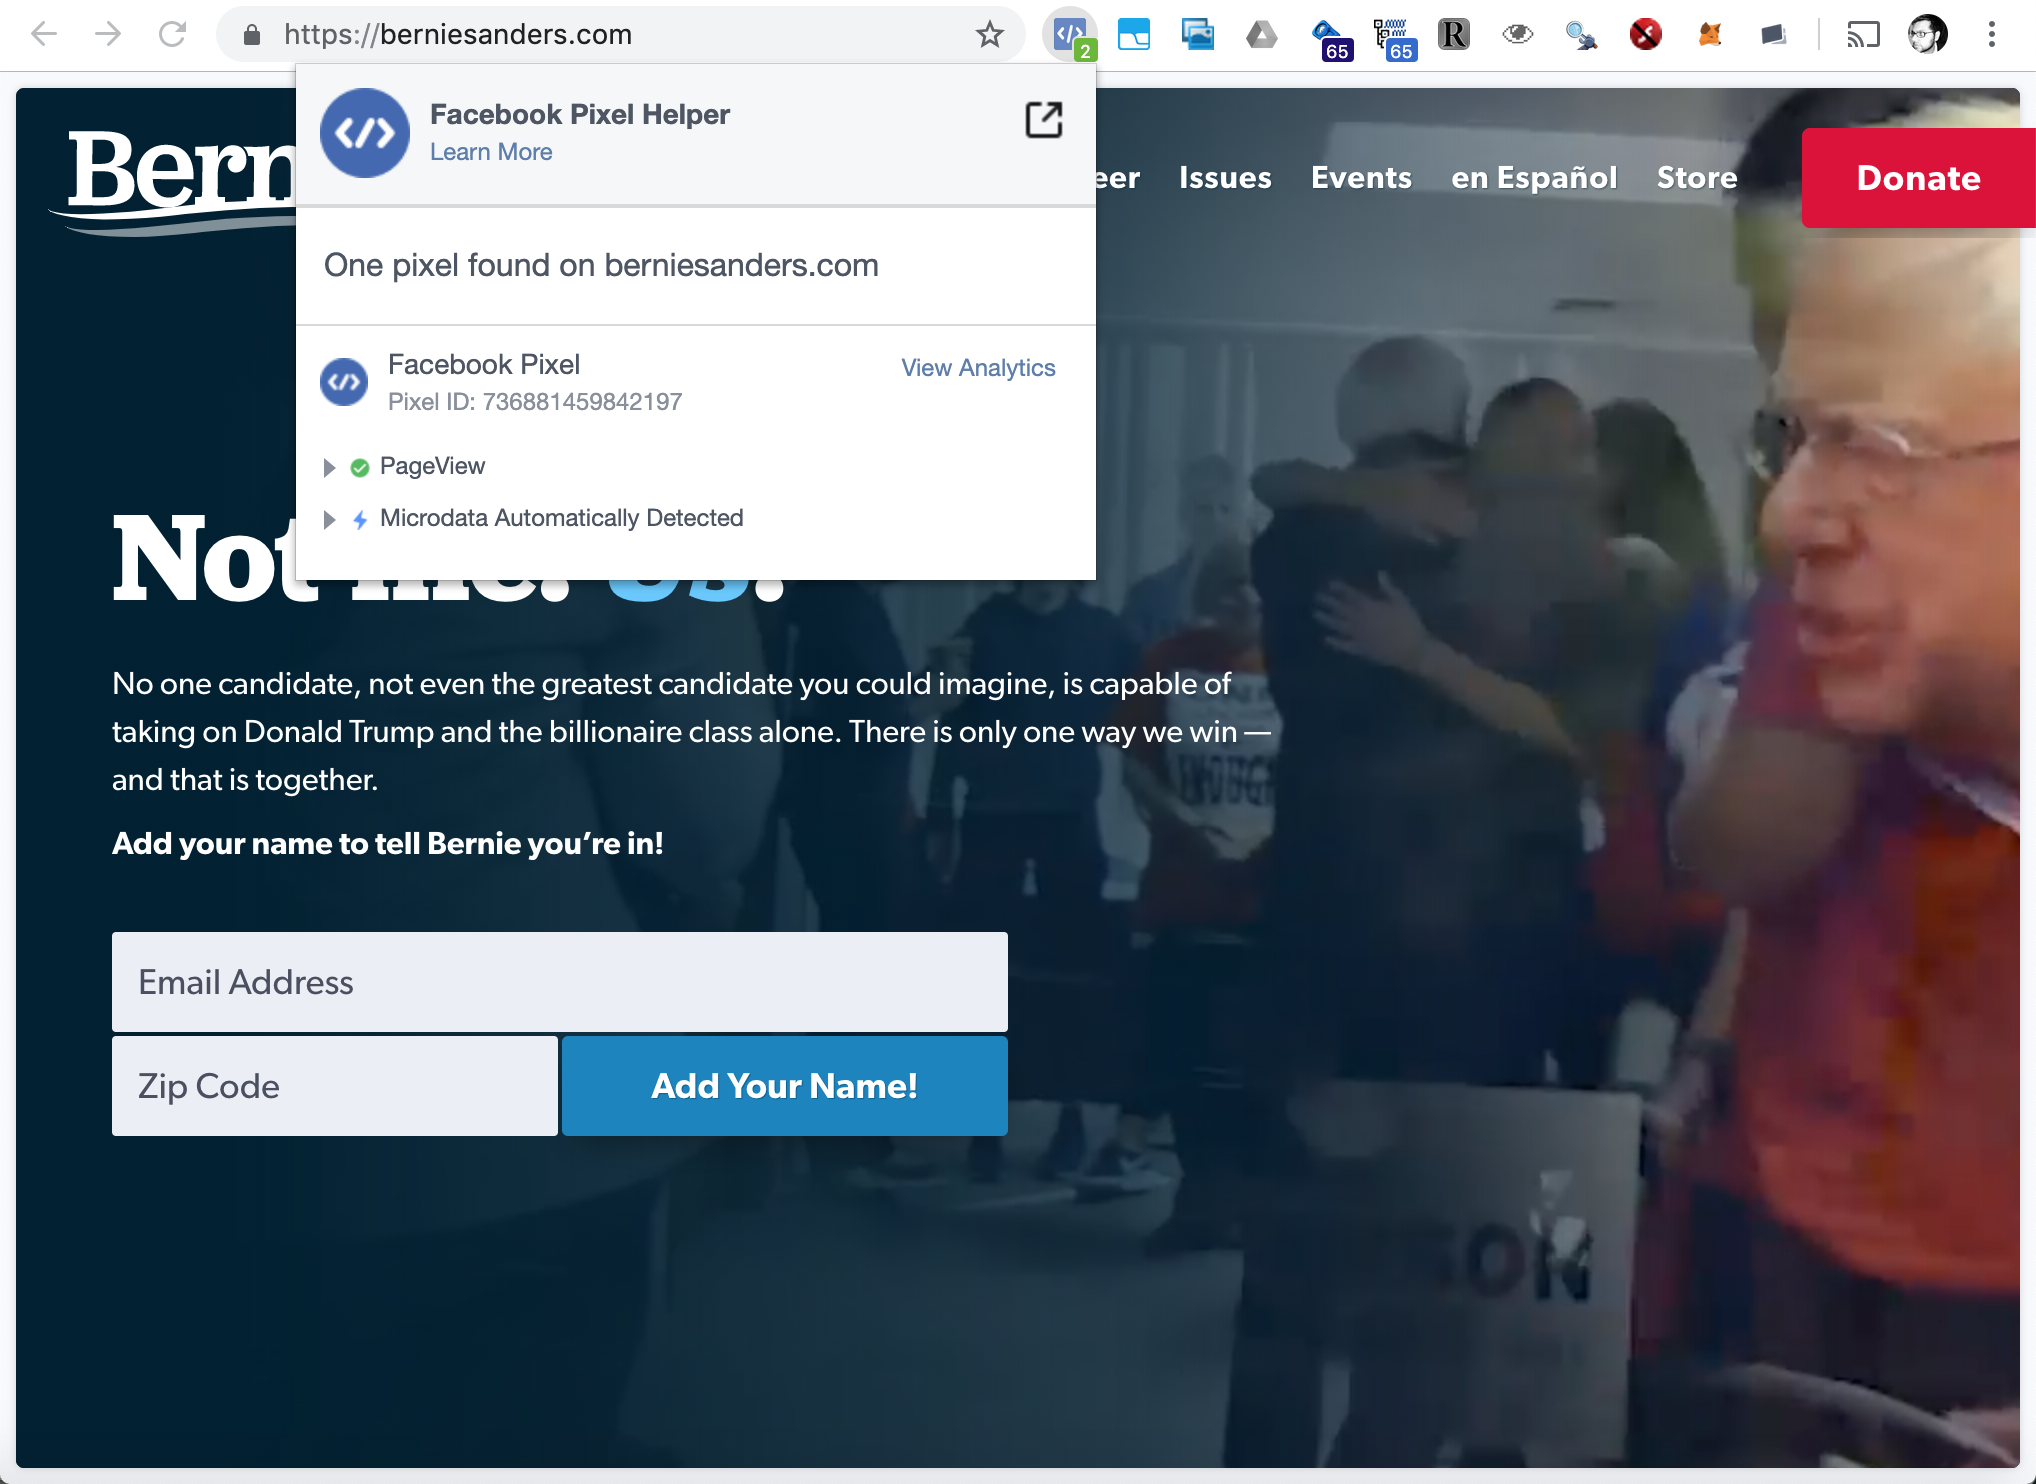 https://berniesanders.com
2
65
65
R
Facebook Pixel Helper
Learn More
Bern
eer Issues Events en Español Store
Donate
One pixel found on berniesanders.com
Facebook Pixel
View Analytics
Pixel ID: 736881459842197
PageView
Microdata Automatically Detected
Not me. Us.
No one candidate, not even the greatest candidate you could imagine, is capable of
taking on Donald Trump and the billionaire class alone. There is only one way we win —
and that is together.
Add your name to tell Bernie you’re in!
Email Address
Zip Code
Add Your Name!